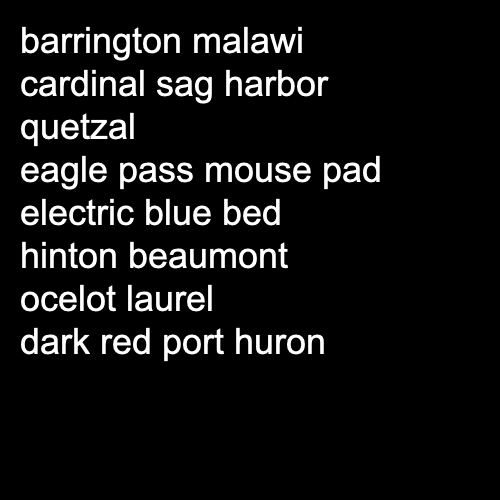 barrington malawi
cardinal sag harbor
quetzal
eagle pass mouse pad
electric blue bed
hinton beaumont
ocelot laurel
dark red port huron